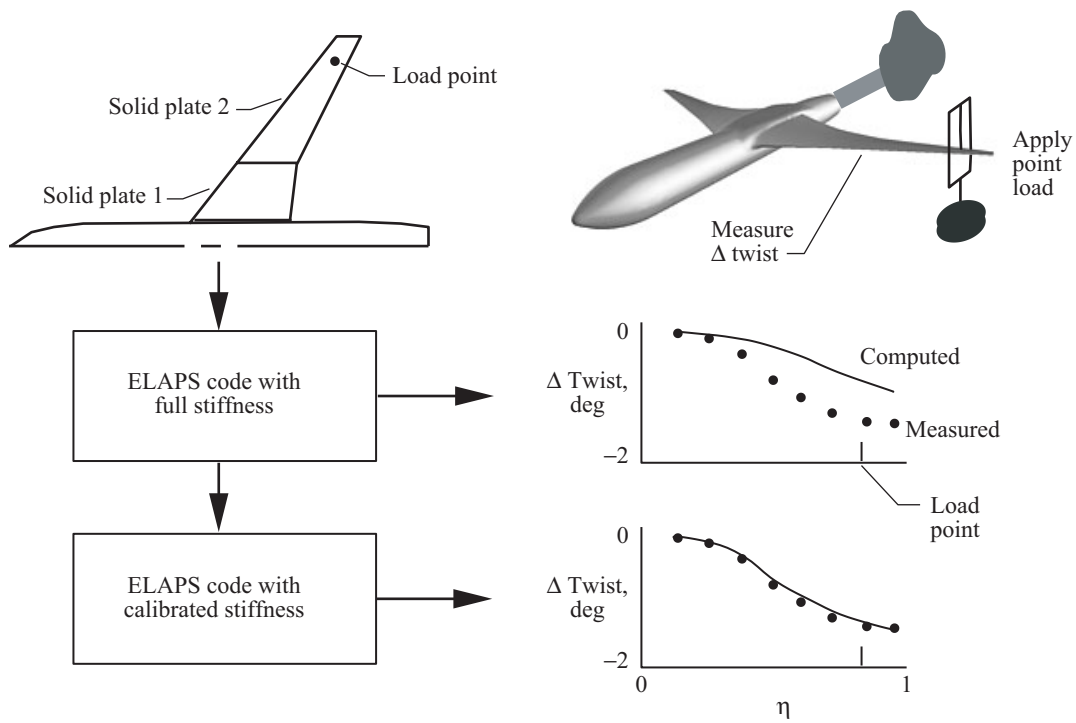 Load point
Solid plate 2
Solid plate 1
Apply
point
load
Measure
Δ twist
ELAPS code with
full stiffness
0
Δ Twist,
deg
−2
Computed
Measured
Load
point
ELAPS code with
calibrated stiffness
0
Δ Twist,
deg
−2
0
1
η